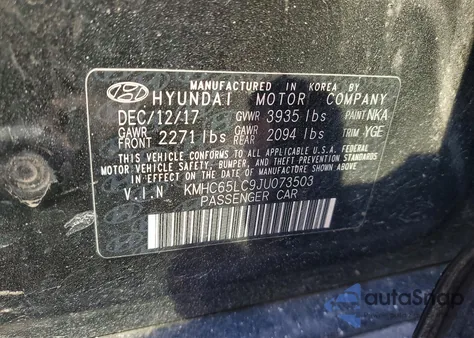 MANUFACTURED IN KOREA BY
HYUNDAI MOTOR COMPANY
DEC/12/17 GVWR 3935 lbs PAINT NKA
GAWR FRONT 2271 lbs GAWR REAR 2094 lbs TRIM YGE
THIS VEHICLE CONFORMS TO ALL APPLICABLE U.S.A. FEDERAL
MOTOR VEHICLE SAFETY, BUMPER, AND THEFT PREVENTION STANDARDS
IN EFFECT ON THE DATE OF MANUFACTURE SHOWN ABOVE.
V.I.N. KMHC65LC9JU073503
PASSENGER CAR
autoSnap